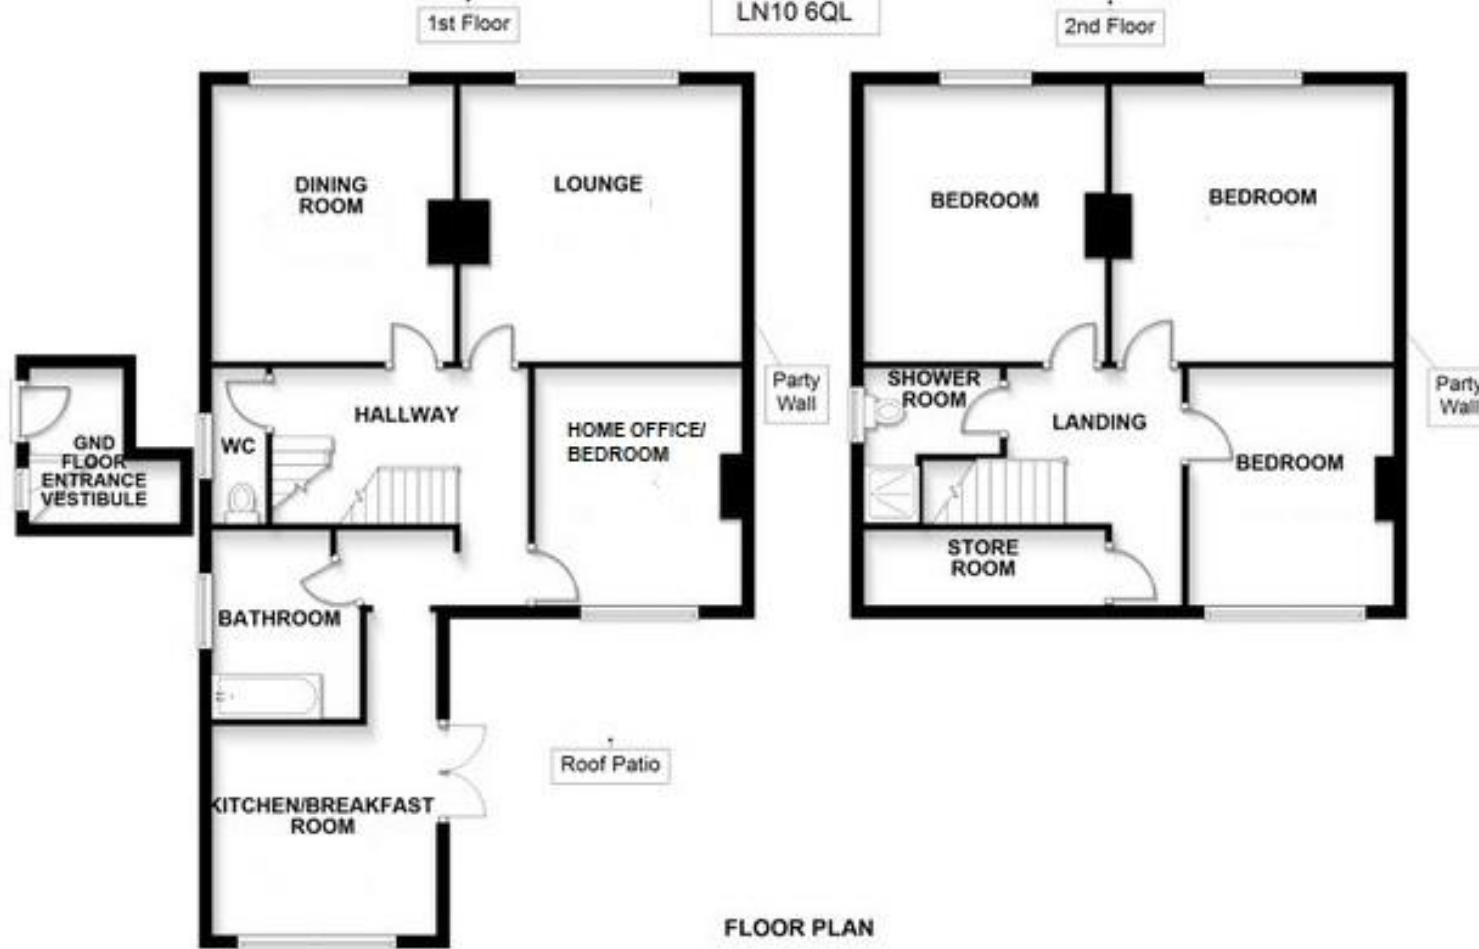 1st Floor
LN10 6QL
2nd Floor
DINING
ROOM
LOUNGE
BEDROOM
BEDROOM
Party
Wall
Party
Wall
HALLWAY
WC
HOME OFFICE/
BEDROOM
SHOWER
ROOM
LANDING
BEDROOM
GND
FLOOR
ENTRANCE
VESTIBULE
STORE
ROOM
BATHROOM
Roof Patio
KITCHEN/BREAKFAST
ROOM
FLOOR PLAN